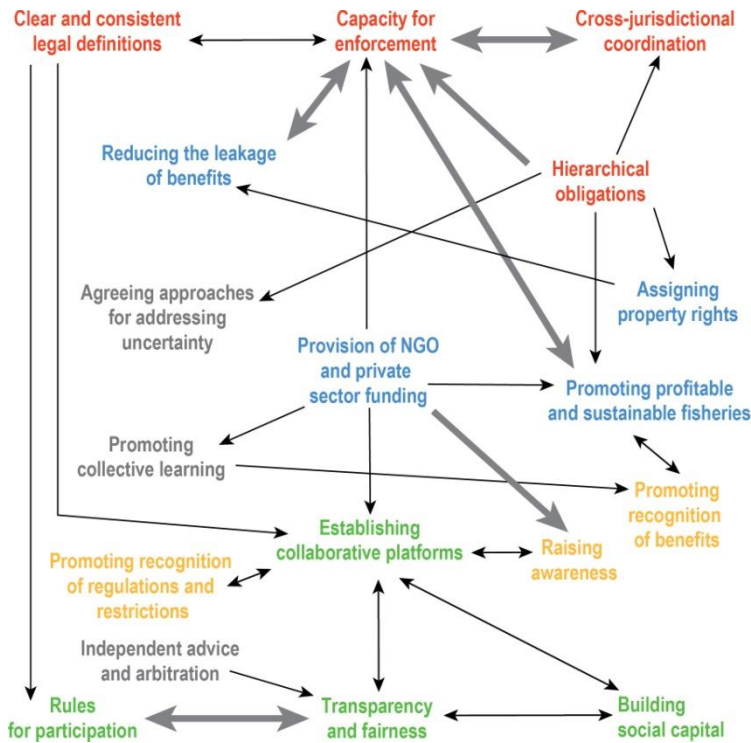 Clear and consistent
legal definitions
Capacity for
enforcement
Cross-jurisdictional
coordination
Reducing the leakage
of benefits
Hierarchical
obligations
Agreeing approaches
for addressing
uncertainty
Assigning
property rights
Provision of NGO
and private
sector funding
Promoting profitable
and sustainable fisheries
Promoting
collective learning
Promoting
recognition
of benefits
Establishing
collaborative platforms
Raising
awareness
Promoting recognition
of regulations and
restrictions
Independent advice
and arbitration
Rules
for participation
Transparency
and fairness
Building
social capital